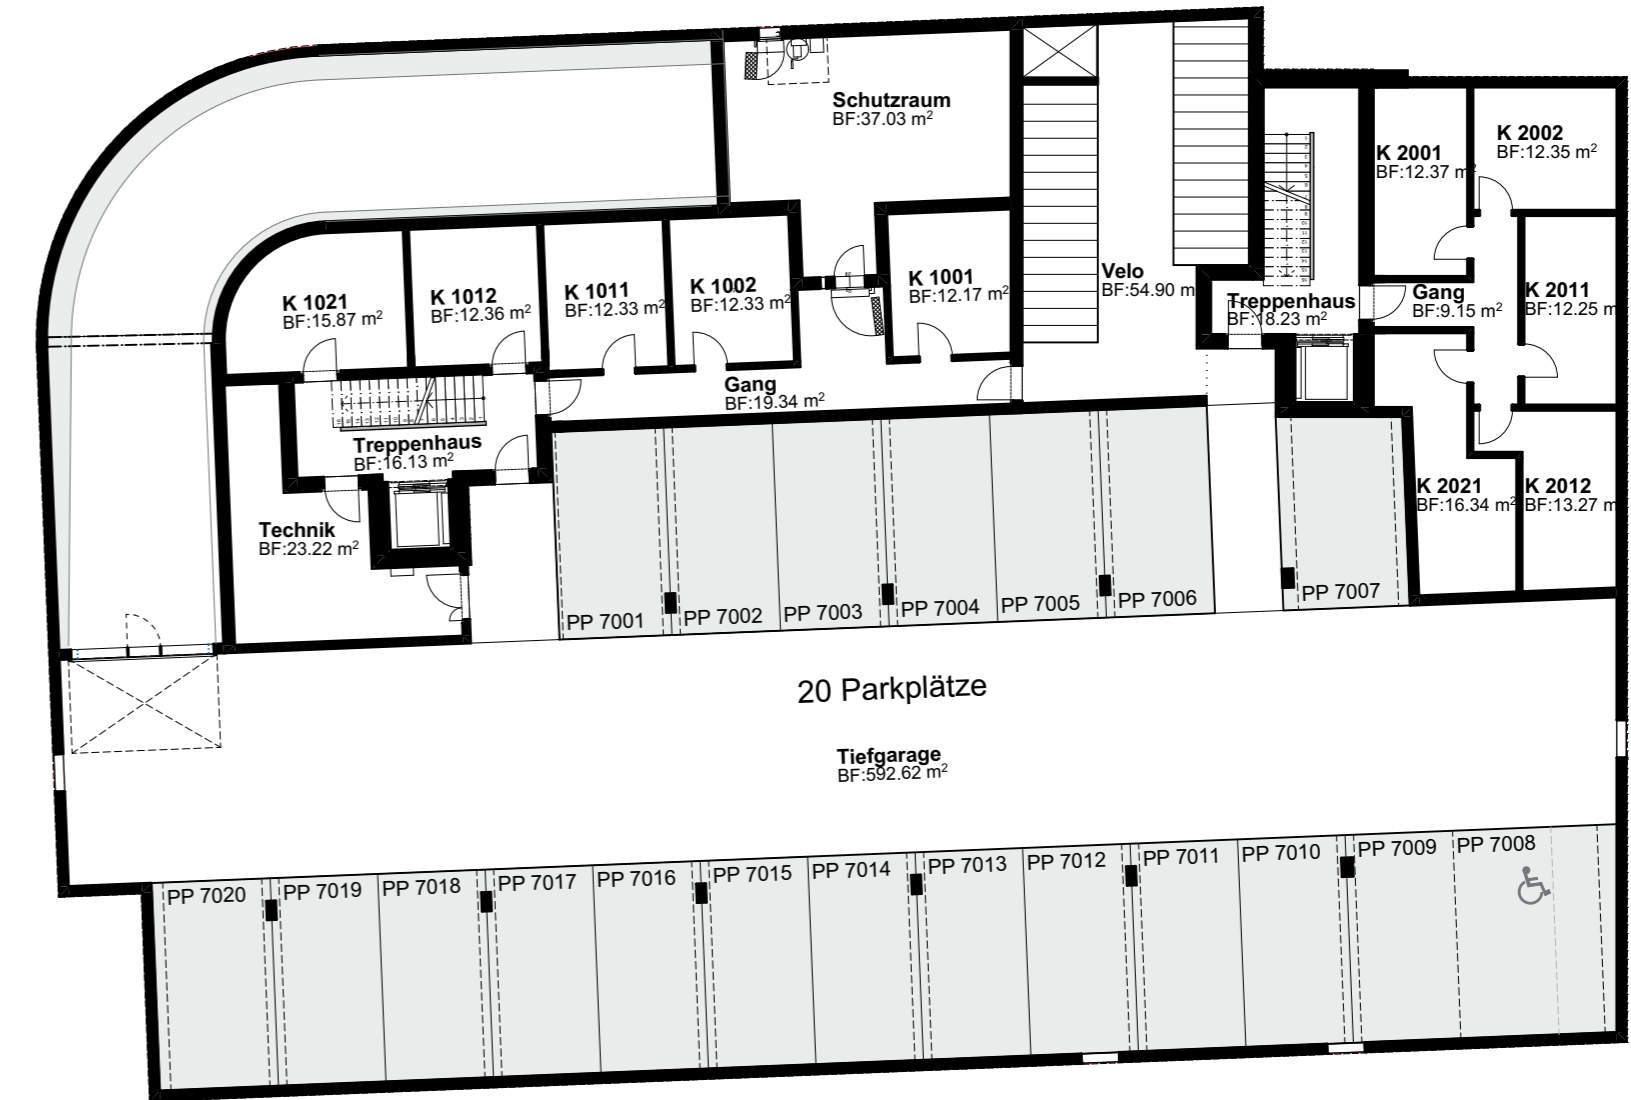 Schutzraum
BF:37.03 m²
K 2001
BF:12.37 m²
K 2002
BF:12.35 m²
K 1021
BF:15.87 m²
K 1012
BF:12.36 m²
K 1011
BF:12.33 m²
K 1002
BF:12.33 m²
K 1001
BF:12.17 m²
Velo
BF:54.90 m
Treppenhaus
BF:18.23 m²
Gang
BF:9.15 m²
K 2011
BF:12.25 m
Gang
BF:19.34 m²
Treppenhaus
BF:16.13 m²
Technik
BF:23.22 m²
K 2021
BF:16.34 m²
K 2012
BF:13.27 m
PP 7001
PP 7002
PP 7003
PP 7004
PP 7005
PP 7006
PP 7007
20 Parkplätze
Tiefgarage
BF:592.62 m²
PP 7020
PP 7019
PP 7018
PP 7017
PP 7016
PP 7015
PP 7014
PP 7013
PP 7012
PP 7011
PP 7010
PP 7009
PP 7008